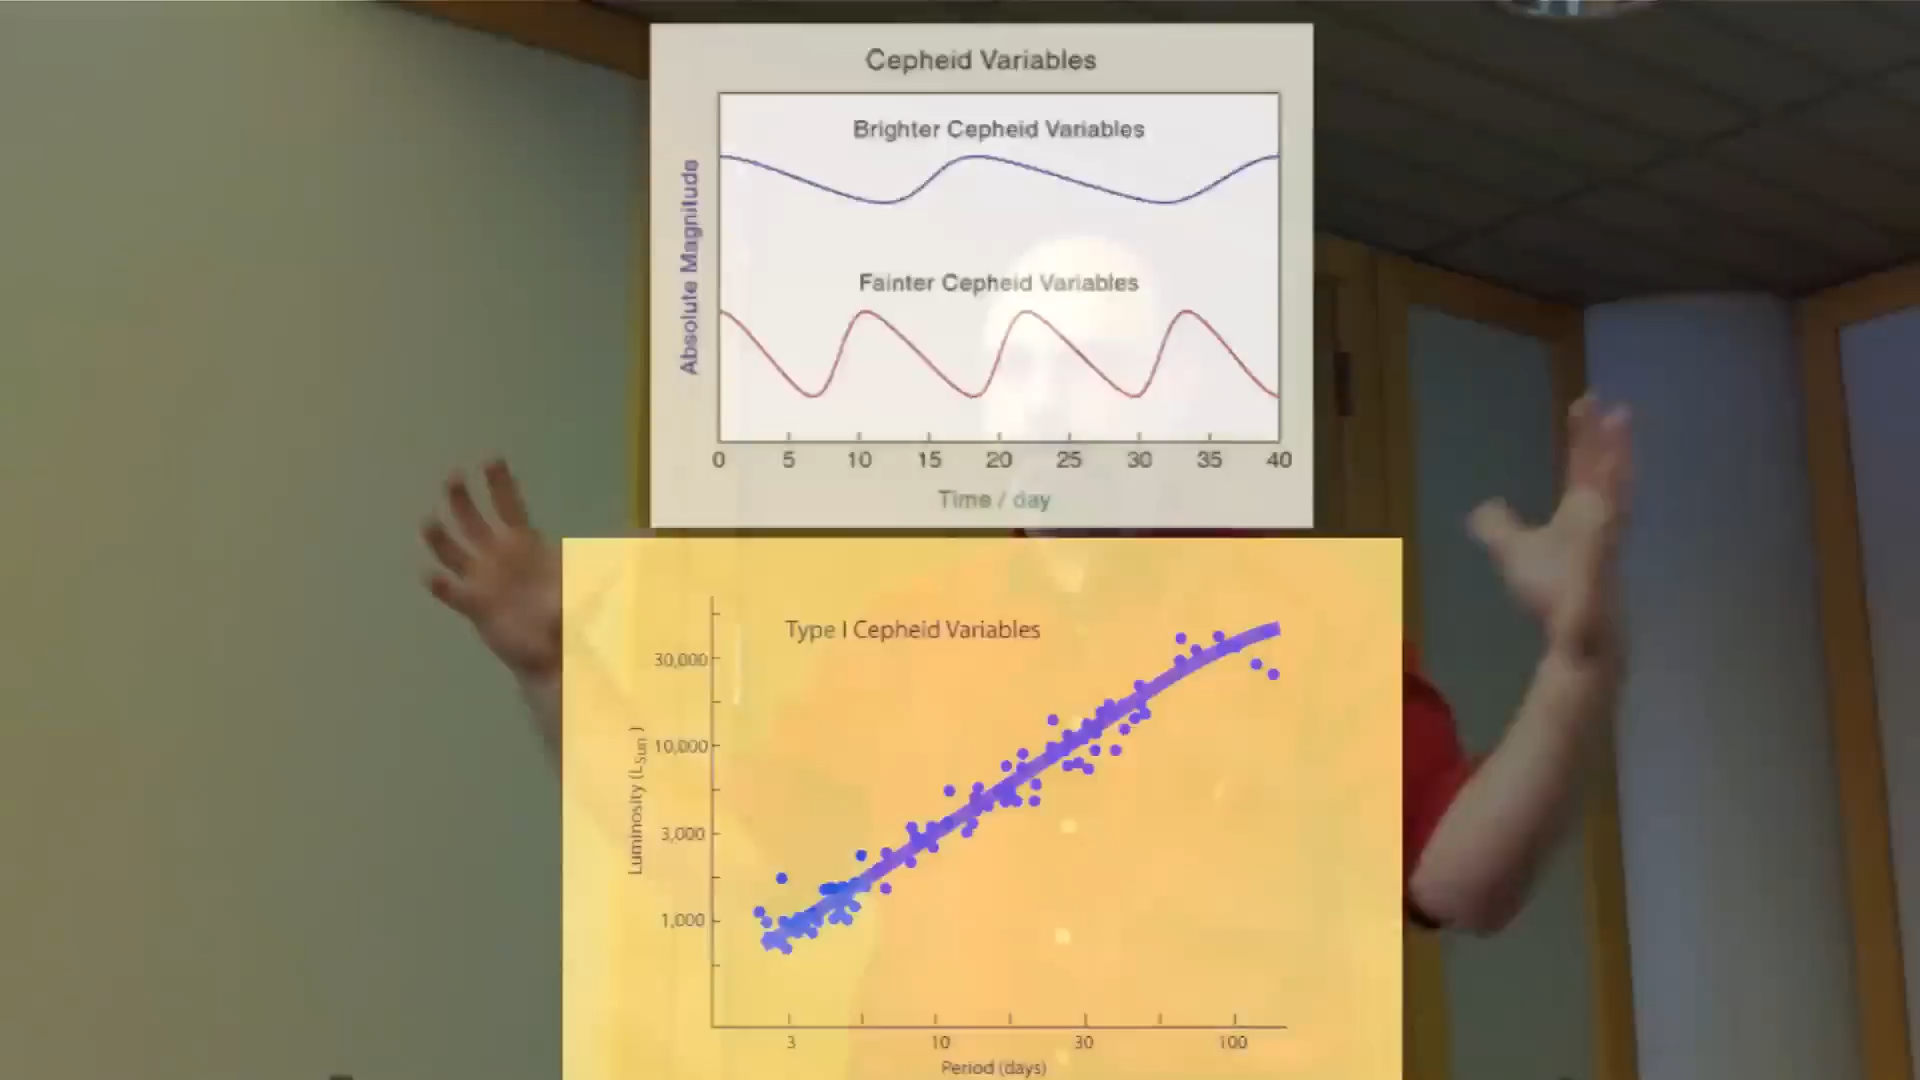 Cepheid Variables
Brighter Cepheid Variables
Absolute Magnitude
Fainter Cepheid Variables
0 5 10 15 20 25 30 35 40
Time / day
Type I Cepheid Variables
30,000
10,000
3,000
1,000
Luminosity (LSun)
3 10 30 100
Period (days)